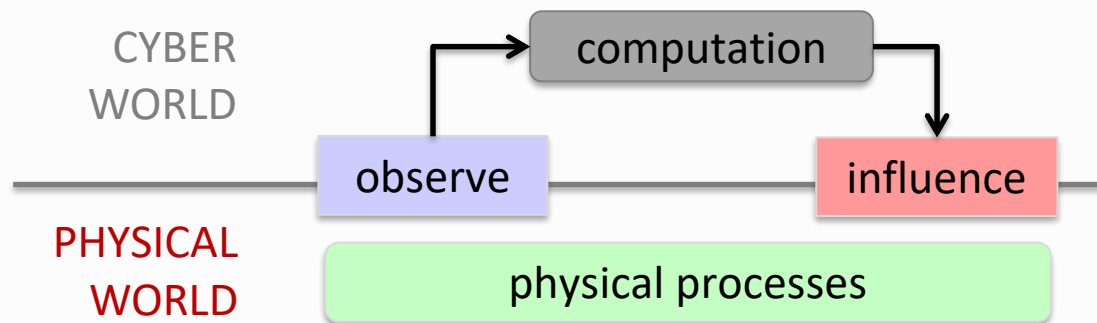 CYBER
WORLD
computation
observe
influence
PHYSICAL
WORLD
physical processes